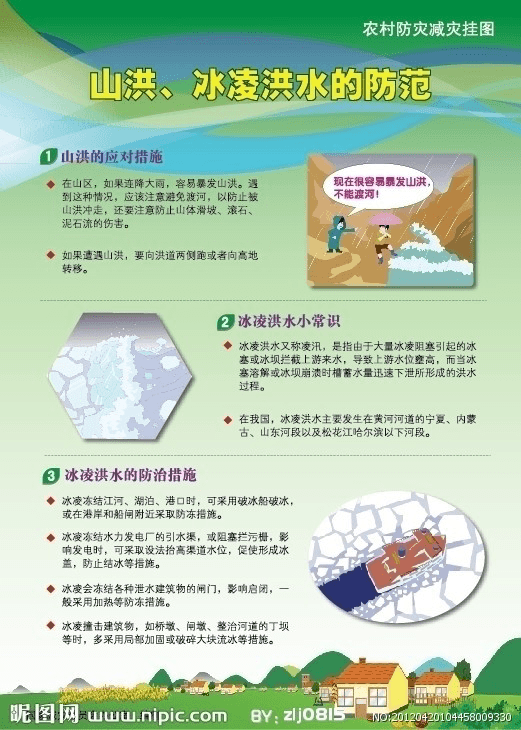 农村防灾减灾挂图
山洪、冰凌洪水的防范
1 山洪的应对措施
◆ 在山区，如果连降大雨，容易暴发山洪。遇
到这种情况，应该注意避免渡河，以防止被
山洪冲走，还要注意防止山体滑坡、滚石、
泥石流的伤害。
◆ 如果遭遇山洪，要向洪道两侧跑或者向高地
转移。
现在很容易暴发山洪，
不能渡河！
2 冰凌洪水小常识
◆ 冰凌洪水又称凌汛，是指由于大量冰凌阻塞引起的冰
塞或冰坝拦截上游来水，导致上游水位壅高，而当冰
塞溶解或冰坝崩溃时槽蓄水量迅速下泄所形成的洪水
过程。
◆ 在我国，冰凌洪水主要发生在黄河河道的宁夏、内蒙
古、山东河段以及松花江哈尔滨以下河段。
3 冰凌洪水的防治措施
◆ 冰凌冻结江河、湖泊、港口时，可采用破冰船破冰，
或在港岸和船闸附近采取防冻措施。
◆ 冰凌冻结水力发电厂的引水渠，或阻塞拦污栅，影
响发电时，可采取设法抬高渠道水位，促使形成冰
盖，防止结冰等措施。
◆ 冰凌会冻结各种泄水建筑物的闸门，影响启闭，一
般采用加热等防冻措施。
◆ 冰凌撞击建筑物，如桥墩、闸墩、整治河道的丁坝
等时，多采用局部加固或破碎大块流冰等措施。
昵图网 www.nipic.com BY: zlj0815 NO:20120420104458009330